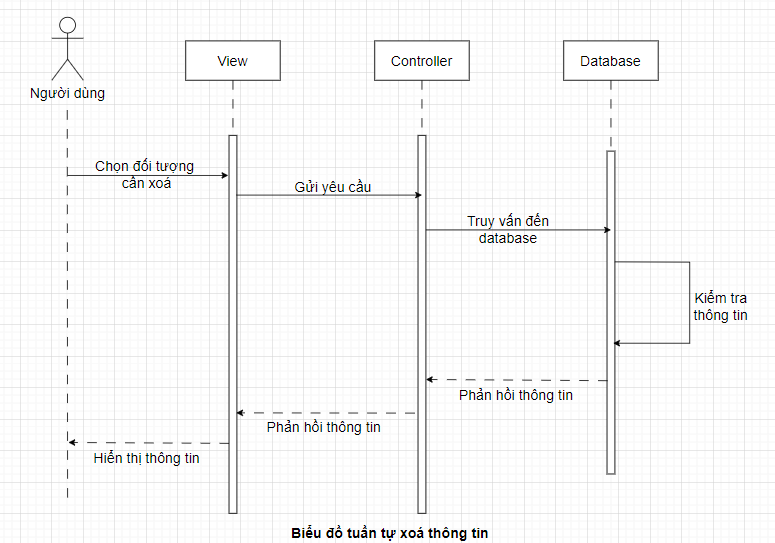 View
Controller
Database
Người dùng
Chọn đối tượng
cần xoá
Gửi yêu cầu
Truy vấn đến
database
Kiểm tra
thông tin
Phản hồi thông tin
Phản hồi thông tin
Hiển thị thông tin
Biểu đồ tuần tự xoá thông tin